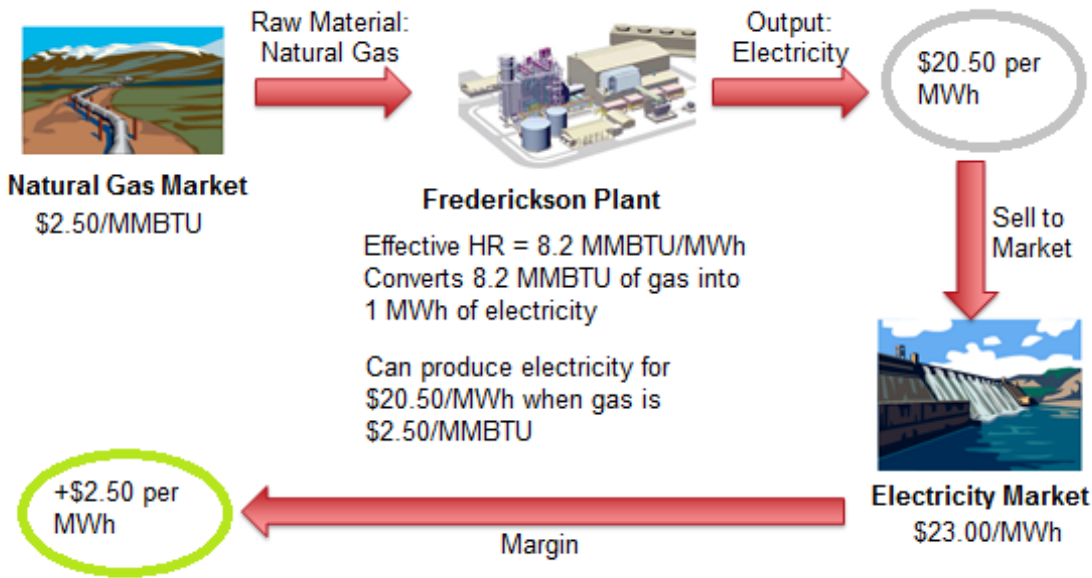 Raw Material:
Natural Gas
Output:
Electricity
$20.50 per
MWh
Natural Gas Market
$2.50/MMBTU
Frederickson Plant
Effective HR = 8.2 MMBTU/MWh
Converts 8.2 MMBTU of gas into
1 MWh of electricity
Can produce electricity for
$20.50/MWh when gas is
$2.50/MMBTU
Sell to
Market
Electricity Market
$23.00/MWh
Margin
+$2.50 per
MWh